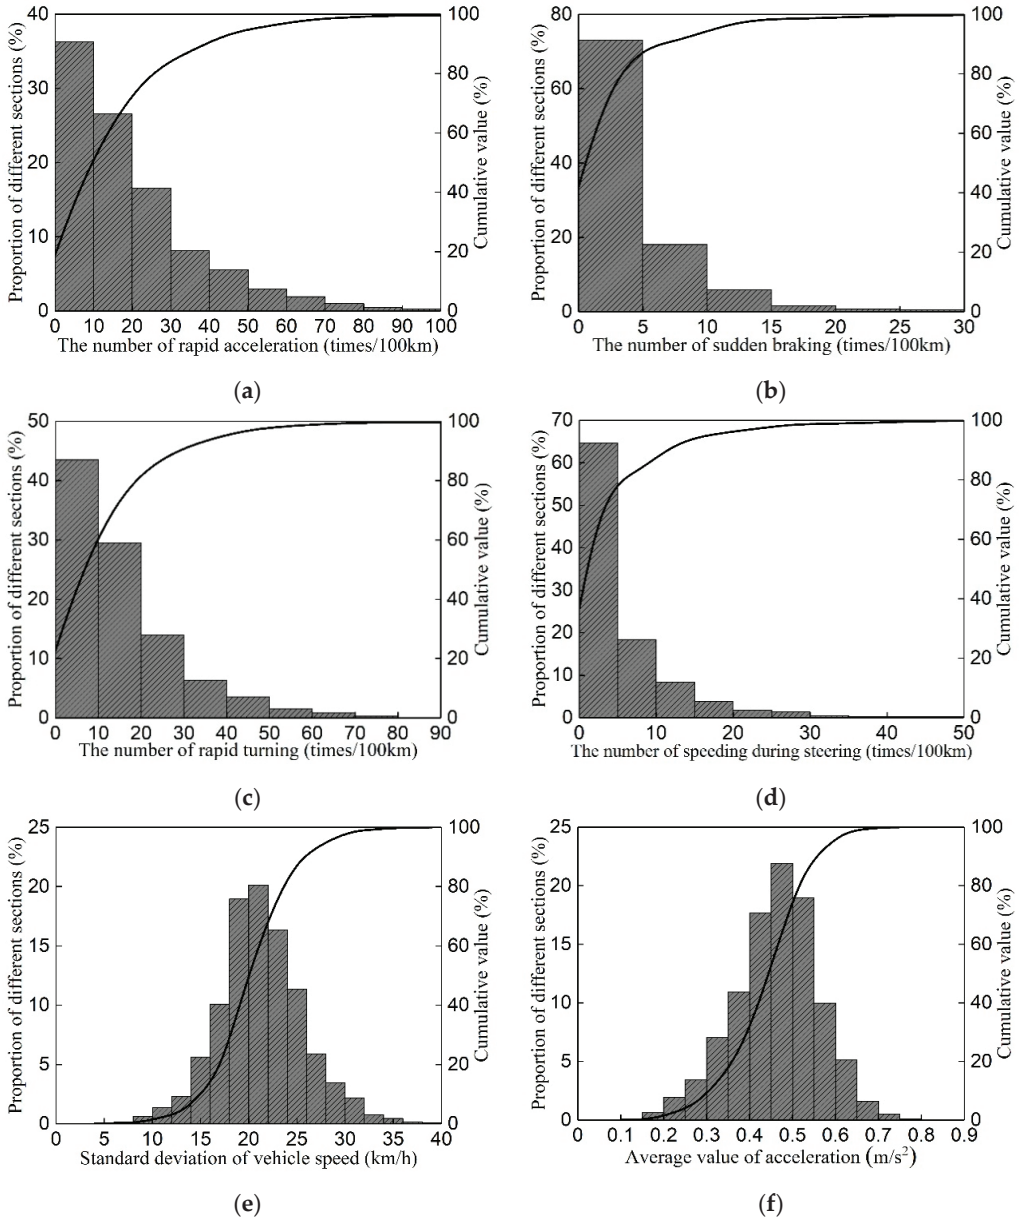 Proportion of different sections (%)
40
30
20
10
0
0 10 20 30 40 50 60 70 80 90 100
100
80
60
40
20
0
Cumulative value (%)
The number of rapid acceleration (times/100km)
(a)
Proportion of different sections (%)
80
60
40
20
0
0 5 10 15 20 25 30
100
80
60
40
20
0
Cumulative value (%)
The number of sudden braking (times/100km)
(b)
Proportion of different sections (%)
50
40
30
20
10
0
0 10 20 30 40 50 60 70 80 90
100
80
60
40
20
0
Cumulative value (%)
The number of rapid turning (times/100km)
(c)
Proportion of different sections (%)
70
60
50
40
30
20
10
0
0 10 20 30 40 50
100
80
60
40
20
0
Cumulative value (%)
The number of speeding during steering (times/100km)
(d)
Proportion of different sections (%)
25
20
15
10
5
0
0 5 10 15 20 25 30 35 40
100
80
60
40
20
0
Cumulative value (%)
Standard deviation of vehicle speed (km/h)
(e)
Proportion of different sections (%)
25
20
15
10
5
0
0 0.1 0.2 0.3 0.4 0.5 0.6 0.7 0.8 0.9
100
80
60
40
20
0
Cumulative value (%)
Average value of acceleration (m/s²)
(f)